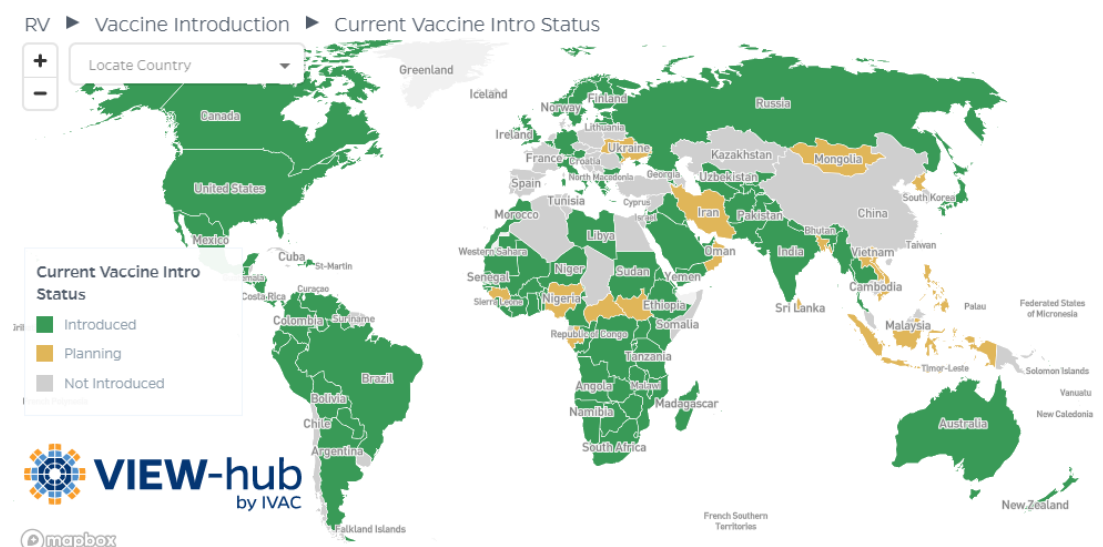 RV ▶ Vaccine Introduction ▶ Current Vaccine Intro Status
+
Locate Country
−
Greenland
Iceland
Canada
Norway
Finland
Russia
Ireland
Lithuania
Ukraine
France
Croatia
Kazakhstan
Mongolia
Uzbekistan
Georgia
North Macedonia
Spain
United States
Tunisia
Cyprus
Israel
South Korea
Morocco
Iran
Pakistan
China
Mexico
Libya
Bhutan
Taiwan
Western Sahara
Cuba
Oman
India
Vietnam
St-Martin
Senegal
Niger
Sudan
Yemen
Cambodia
Curaçao
Costa Rica
Sierra Leone
Nigeria
Ethiopia
Sri Lanka
Palau
Federated States
of Micronesia
Colombia
Suriname
Somalia
Malaysia
Republic of Congo
Tanzania
Brazil
Timor-Leste
Solomon Islands
Angola
Malawi
Bolivia
Vanuatu
Namibia
Madagascar
New Caledonia
Chile
Australia
Argentina
South Africa
New Zealand
French Southern
Territories
Falkland Islands
Current Vaccine Intro
Status
Introduced
Planning
Not Introduced
VIEW-hub
by IVAC
mapbox